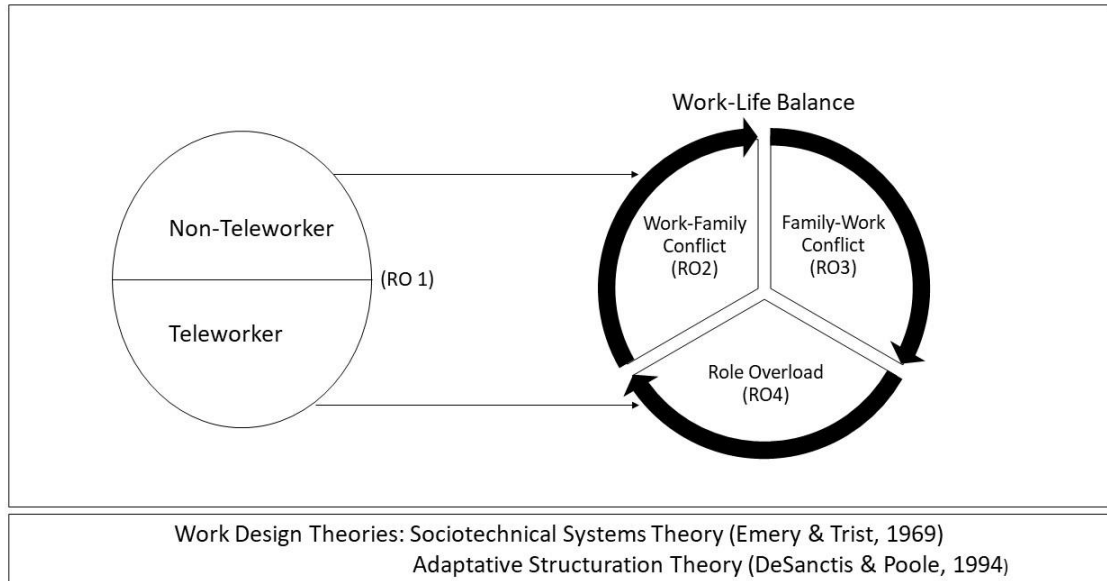 Work-Life Balance
Non-Teleworker
(RO 1)
Teleworker
Work-Family
Conflict
(RO2)
Family-Work
Conflict
(RO3)
Role Overload
(RO4)
Work Design Theories: Sociotechnical Systems Theory (Emery & Trist, 1969)
Adaptative Structuration Theory (DeSanctis & Poole, 1994)